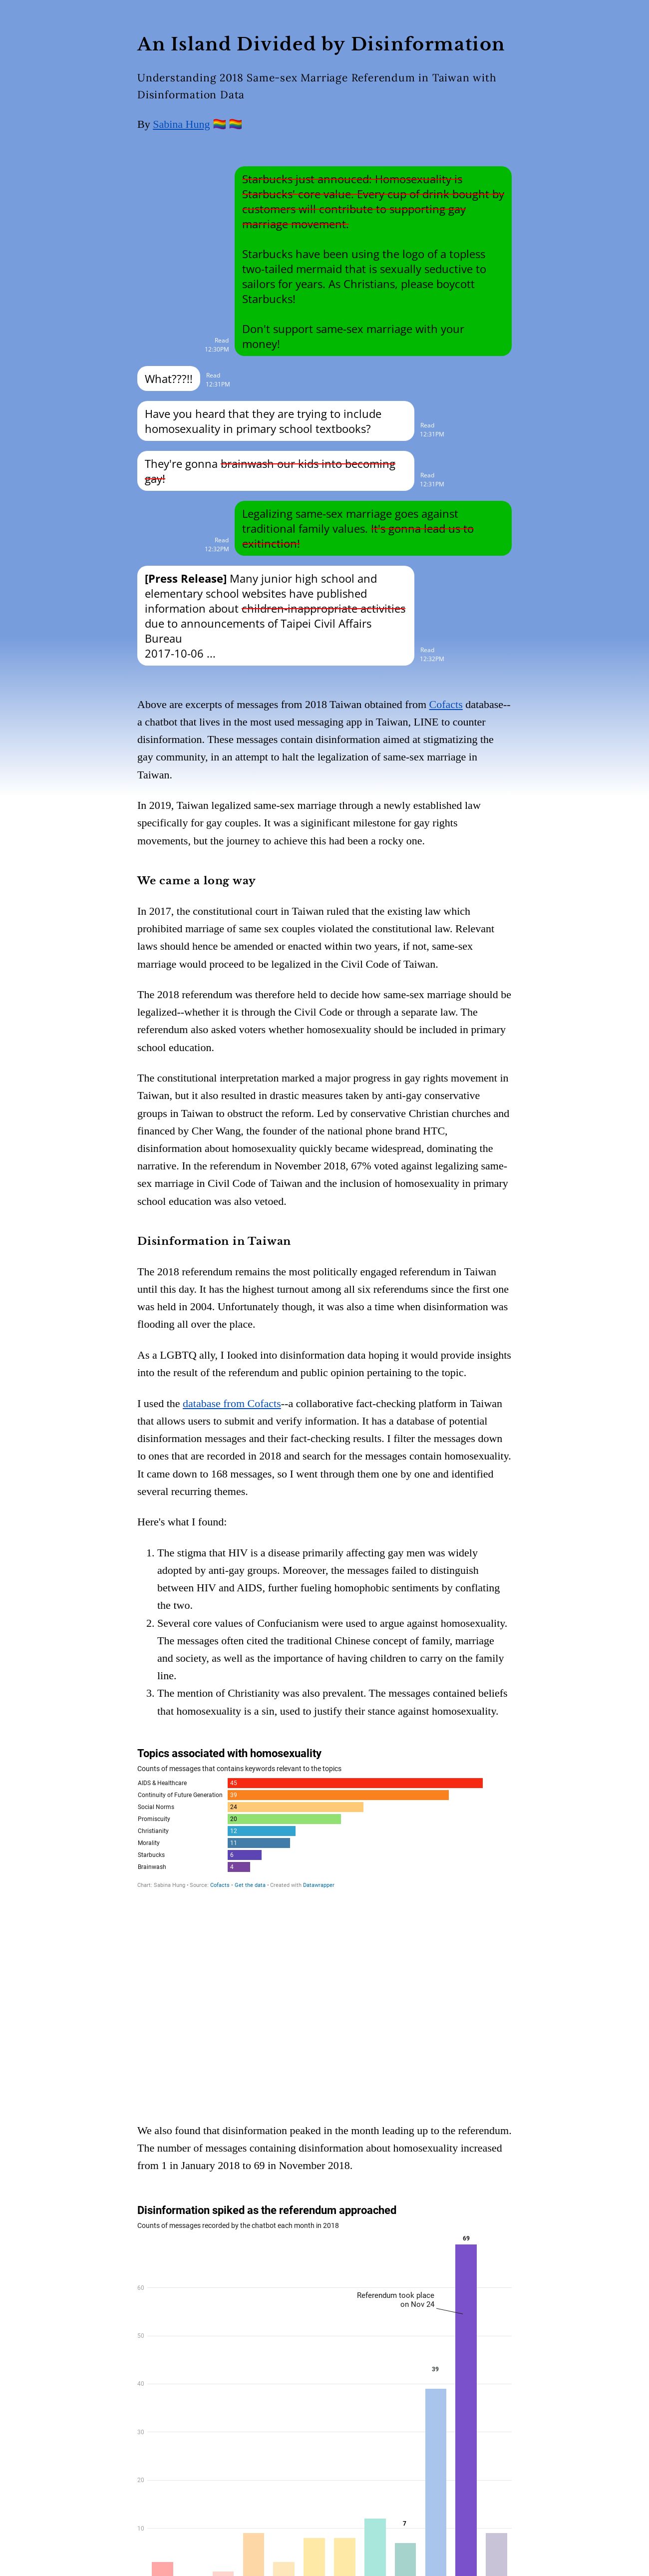 An Island Divided by Disinformation
Understanding 2018 Same-sex Marriage Referendum in Taiwan with
Disinformation Data
By Sabina Hung 🏳️‍🌈 🏳️‍🌈
Starbucks just annouced: Homosexuality is
Starbucks' core value. Every cup of drink bought by
customers will contribute to supporting gay
marriage movement.
Starbucks have been using the logo of a topless
two-tailed mermaid that is sexually seductive to
sailors for years. As Christians, please boycott
Starbucks!
Don't support same-sex marriage with your
money!
Read
12:30PM
What???!!
Read
12:31PM
Have you heard that they are trying to include
homosexuality in primary school textbooks?
Read
12:31PM
They're gonna brainwash our kids into becoming
gay!
Read
12:31PM
Legalizing same-sex marriage goes against
traditional family values. It's gonna lead us to
exitinction!
Read
12:32PM
[Press Release] Many junior high school and
elementary school websites have published
information about children-inappropriate activities
due to announcements of Taipei Civil Affairs
Bureau
2017-10-06 ...
Read
12:32PM
Above are excerpts of messages from 2018 Taiwan obtained from Cofacts database--
a chatbot that lives in the most used messaging app in Taiwan, LINE to counter
disinformation. These messages contain disinformation aimed at stigmatizing the
gay community, in an attempt to halt the legalization of same-sex marriage in
Taiwan.
In 2019, Taiwan legalized same-sex marriage through a newly established law
specifically for gay couples. It was a siginificant milestone for gay rights
movements, but the journey to achieve this had been a rocky one.
We came a long way
In 2017, the constitutional court in Taiwan ruled that the existing law which
prohibited marriage of same sex couples violated the constitutional law. Relevant
laws should hence be amended or enacted within two years, if not, same-sex
marriage would proceed to be legalized in the Civil Code of Taiwan.
The 2018 referendum was therefore held to decide how same-sex marriage should be
legalized--whether it is through the Civil Code or through a separate law. The
referendum also asked voters whether homosexuality should be included in primary
school education.
The constitutional interpretation marked a major progress in gay rights movement in
Taiwan, but it also resulted in drastic measures taken by anti-gay conservative
groups in Taiwan to obstruct the reform. Led by conservative Christian churches and
financed by Cher Wang, the founder of the national phone brand HTC,
disinformation about homosexuality quickly became widespread, dominating the
narrative. In the referendum in November 2018, 67% voted against legalizing same-
sex marriage in Civil Code of Taiwan and the inclusion of homosexuality in primary
school education was also vetoed.
Disinformation in Taiwan
The 2018 referendum remains the most politically engaged referendum in Taiwan
until this day. It has the highest turnout among all six referendums since the first one
was held in 2004. Unfortunately though, it was also a time when disinformation was
flooding all over the place.
As a LGBTQ ally, I Iooked into disinformation data hoping it would provide insights
into the result of the referendum and public opinion pertaining to the topic.
I used the database from Cofacts--a collaborative fact-checking platform in Taiwan
that allows users to submit and verify information. It has a database of potential
disinformation messages and their fact-checking results. I filter the messages down
to ones that are recorded in 2018 and search for the messages contain homosexuality.
It came down to 168 messages, so I went through them one by one and identified
several recurring themes.
Here's what I found:
1. The stigma that HIV is a disease primarily affecting gay men was widely
adopted by anti-gay groups. Moreover, the messages failed to distinguish
between HIV and AIDS, further fueling homophobic sentiments by conflating
the two.
2. Several core values of Confucianism were used to argue against homosexuality.
The messages often cited the traditional Chinese concept of family, marriage
and society, as well as the importance of having children to carry on the family
line.
3. The mention of Christianity was also prevalent. The messages contained beliefs
that homosexuality is a sin, used to justify their stance against homosexuality.
Topics associated with homosexuality
Counts of messages that contain keywords relevant to the topics
AIDS & Healthcare 45
Continuity of Future Generation 39
Social Norms 24
Promiscuity 20
Christianity 12
Morality 11
Starbucks 6
Brainwash 4
Chart: Sabina Hung • Source: Cofacts • Get the data • Created with Datawrapper
We also found that disinformation peaked in the month leading up to the referendum.
The number of messages containing disinformation about homosexuality increased
from 1 in January 2018 to 69 in November 2018.
Disinformation spiked as the referendum approached
Counts of messages recorded by the chatbot each month in 2018
69
60
Referendum took place
on Nov 24
50
39
40
30
20
7
10